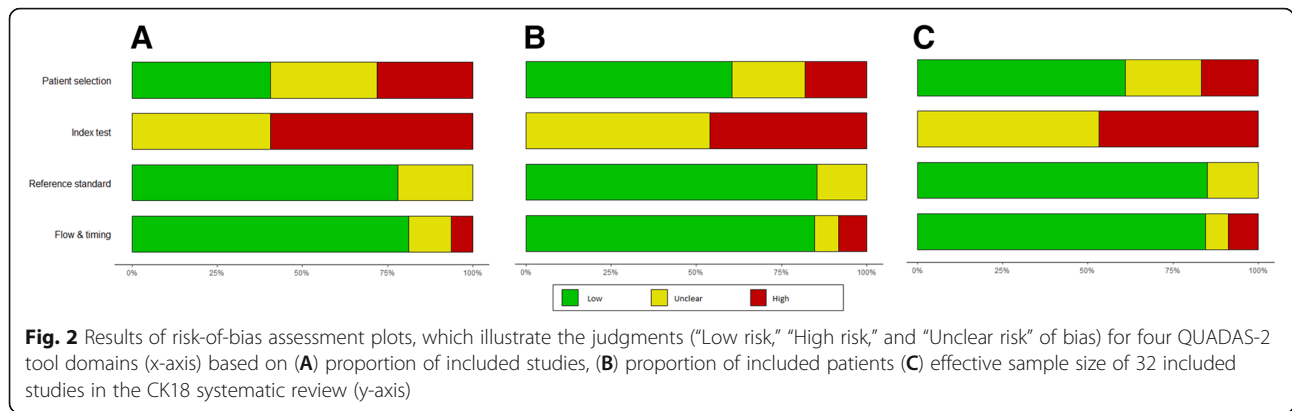 A
B
C
Patient selection
Index test
Reference standard
Flow & timing
0% 25% 50% 75% 100%
0% 25% 50% 75% 100%
0% 25% 50% 75% 100%
Low Unclear High
Fig. 2 Results of risk-of-bias assessment plots, which illustrate the judgments (“Low risk,” “High risk,” and “Unclear risk” of bias) for four QUADAS-2
tool domains (x-axis) based on (A) proportion of included studies, (B) proportion of included patients (C) effective sample size of 32 included
studies in the CK18 systematic review (y-axis)